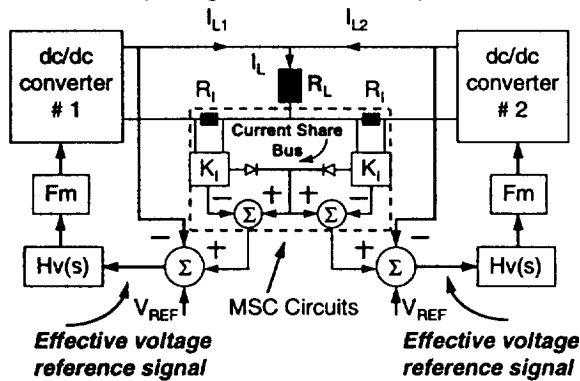 I_L1
I_L2
dc/dc
converter
# 1
I_L
R_L
dc/dc
converter
# 2
R_I
R_I
Current Share
Bus
K_I
K_I
Fm
Fm
− + + −
Σ
Σ
Hv(s)
− +
Σ
+ −
Σ
Hv(s)
V_REF
MSC Circuits
V_REF
Effective voltage
reference signal
Effective voltage
reference signal